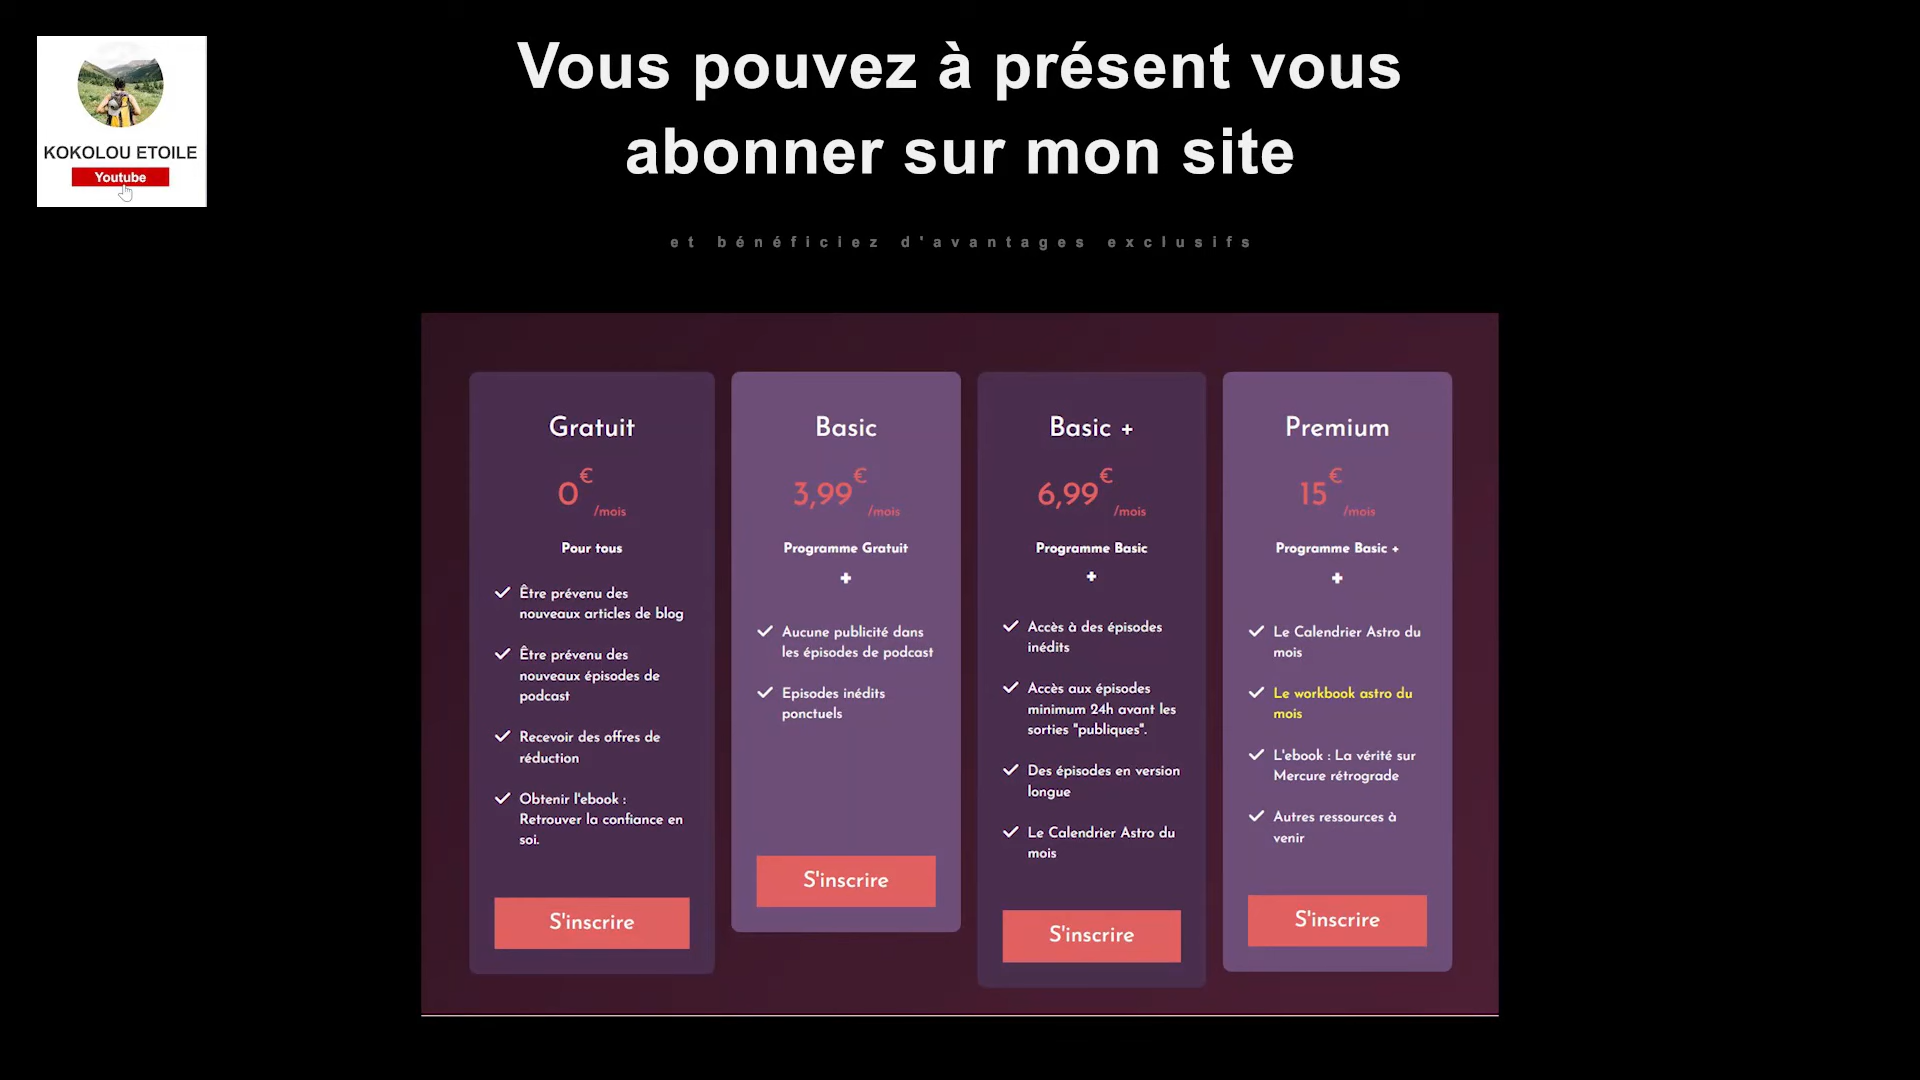 KOKOLOU ETOILE
Youtube
Vous pouvez à présent vous
abonner sur mon site
et bénéficiez d'avantages exclusifs
Gratuit
0€/mois
Pour tous
Être prévenu des
nouveaux articles de blog
Être prévenu des
nouveaux épisodes de
podcast
Recevoir des offres de
réduction
Obtenir l'ebook :
Retrouver la confiance en
soi.
S'inscrire
Basic
3,99€/mois
Programme Gratuit
+
Aucune publicité dans
les épisodes de podcast
Episodes inédits
ponctuels
S'inscrire
Basic +
6,99€/mois
Programme Basic
+
Accès à des épisodes
inédits
Accès aux épisodes
minimum 24h avant les
sorties "publiques".
Des épisodes en version
longue
Le Calendrier Astro du
mois
S'inscrire
Premium
15€/mois
Programme Basic +
+
Le Calendrier Astro du
mois
Le workbook astro du
mois
L'ebook : La vérité sur
Mercure rétrograde
Autres ressources à
venir
S'inscrire